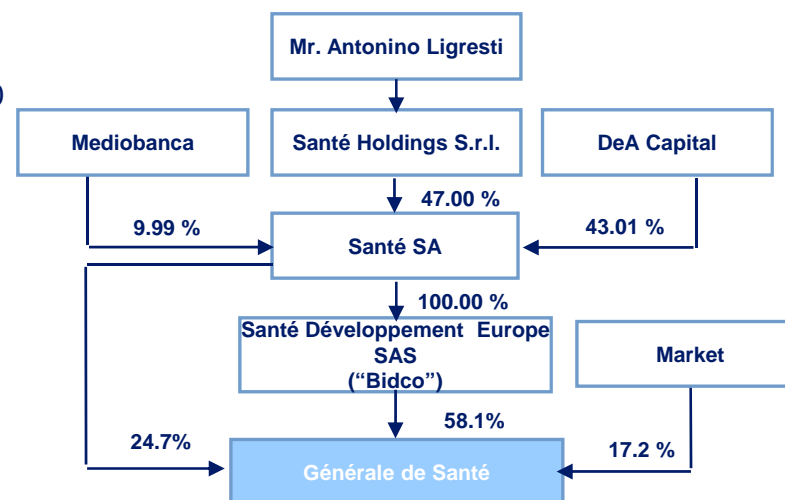 Mr. Antonino Ligresti
)
Mediobanca
Santé Holdings S.r.l.
DeA Capital
47.00 %
9.99 %
43.01 %
Santé SA
100.00 %
Santé Développement Europe
SAS
(“Bidco”)
Market
58.1%
24.7%
17.2 %
Générale de Santé